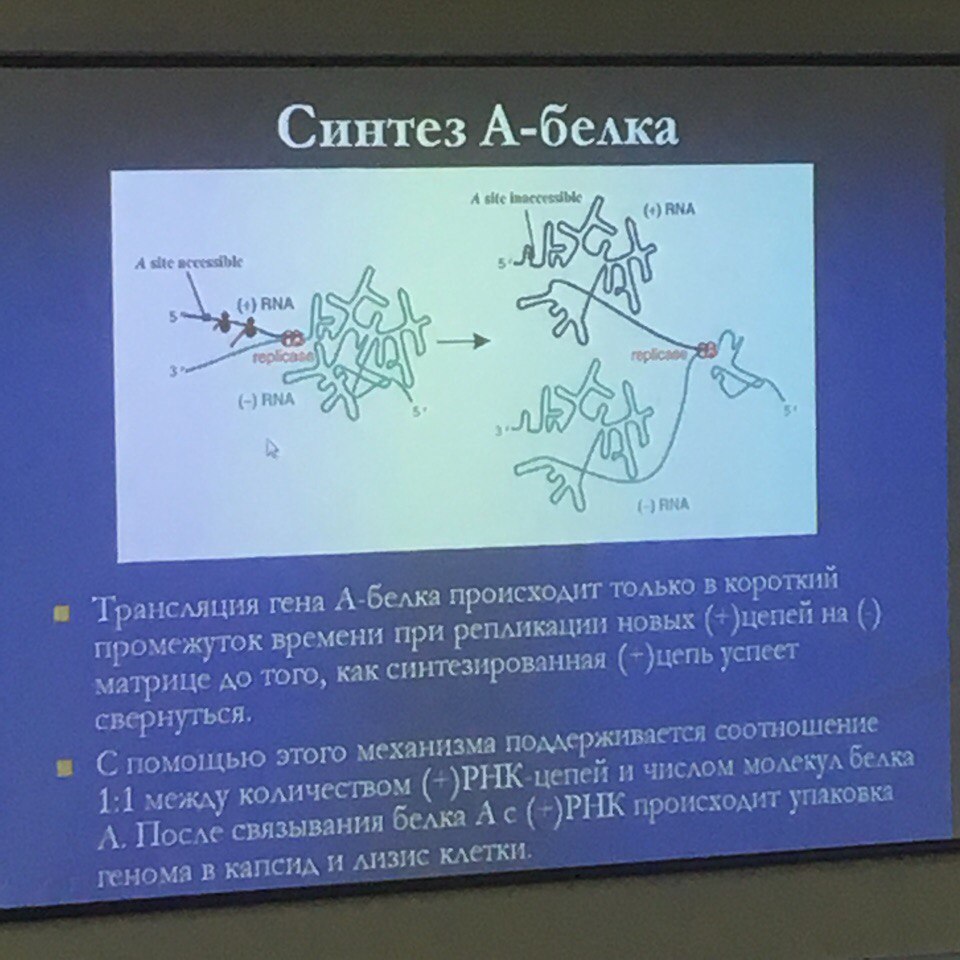 Синтез А-белка
A site inaccessible
(+) RNA
5'
A site accessible
(+) RNA
5'
replicase
replicase
3'
(-) RNA
5'
5'
3'
(-) RNA
Трансляция гена А-белка происходит только в короткий
промежуток времени при репликации новых (+)цепей на (-)
матрице до того, как синтезированная (+)цепь успеет
свернуться.
С помощью этого механизма поддерживается соотношение
1:1 между количеством (+)РНК-цепей и числом молекул белка
А. После связывания белка А с (+)РНК происходит упаковка
генома в капсид и лизис клетки.